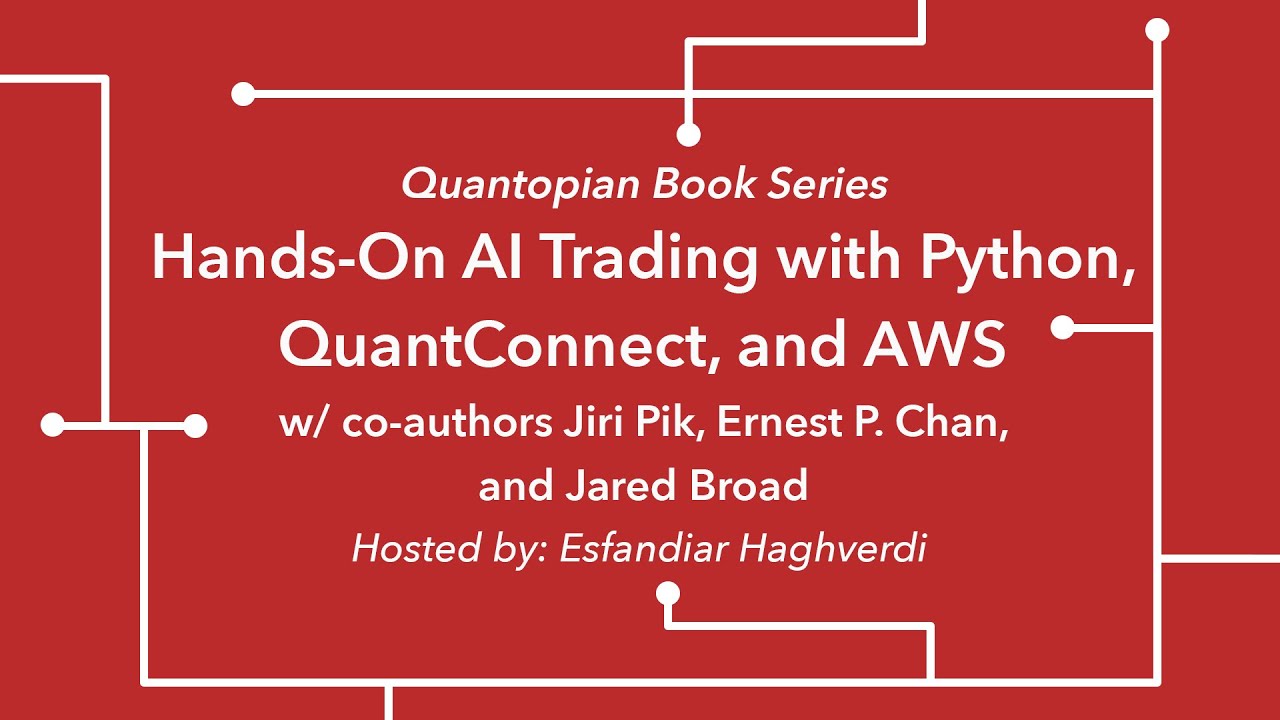 Quantopian Book Series
Hands-On AI Trading with Python,
QuantConnect, and AWS
w/ co-authors Jiri Pik, Ernest P. Chan,
and Jared Broad
Hosted by: Esfandiar Haghverdi